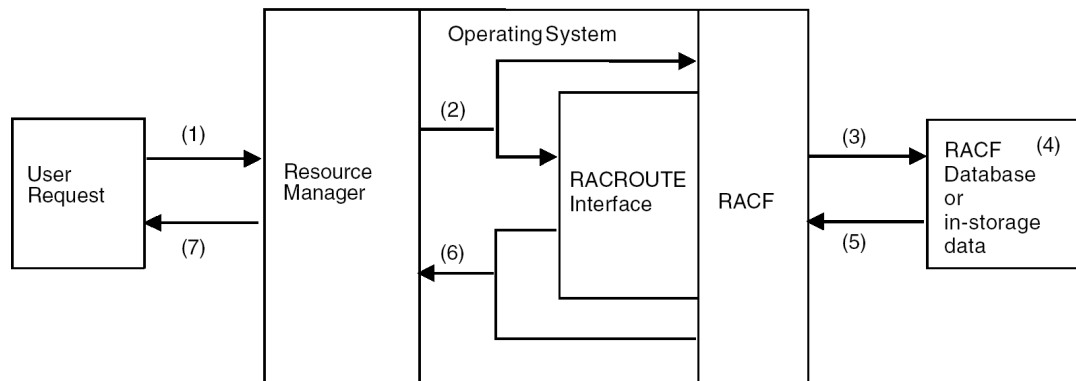 Operating System
(1)
(2)
(3)
(4)
User
Request
Resource
Manager
RACROUTE
Interface
RACF
RACF
Database
or
in-storage
data
(7)
(6)
(5)